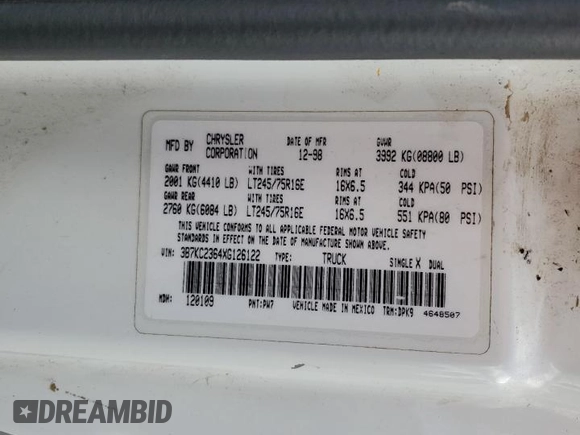 MFD BY CHRYSLER CORPORATION DATE OF MFR 12-98 GVWR 3992 KG(08800 LB)
GAWR FRONT WITH TIRES RIMS AT COLD
2001 KG(4410 LB) LT245/75R16E 16X6.5 344 KPA(50 PSI)
GAWR REAR WITH TIRES RIMS AT COLD
2760 KG(6084 LB) LT245/75R16E 16X6.5 551 KPA(80 PSI)
THIS VEHICLE CONFORMS TO ALL APPLICABLE FEDERAL MOTOR VEHICLE SAFETY
STANDARDS IN EFFECT ON THE DATE OF MANUFACTURE SHOWN ABOVE.
VIN: 3B7KC2364XG126122 TYPE: TRUCK SINGLE X DUAL
MDH: 120109 PNT:PW7 VEHICLE MADE IN MEXICO TRM:DPK9 4648507
DREAMBID